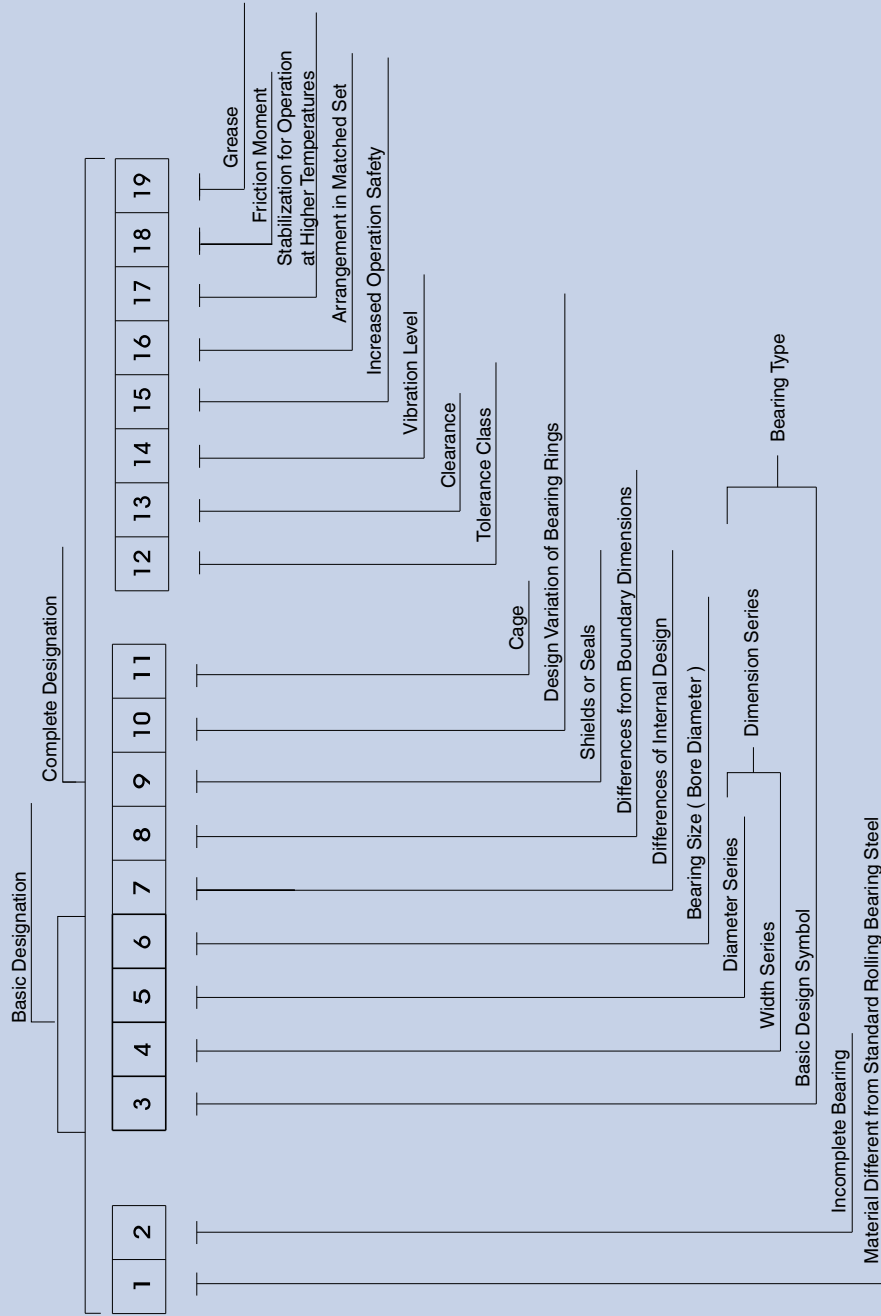 Basic Designation
Complete Designation
1 2 3 4 5 6 7 8 9 10 11 12 13 14 15 16 17 18 19
Grease
Friction Moment
Stabilization for Operation
at Higher Temperatures
Arrangement in Matched Set
Increased Operation Safety
Vibration Level
Clearance
Tolerance Class
Cage
Design Variation of Bearing Rings
Shields or Seals
Differences from Boundary Dimensions
Differences of Internal Design
Bearing Size ( Bore Diameter )
Diameter Series
Dimension Series
Width Series
Bearing Type
Basic Design Symbol
Incomplete Bearing
Material Different from Standard Rolling Bearing Steel